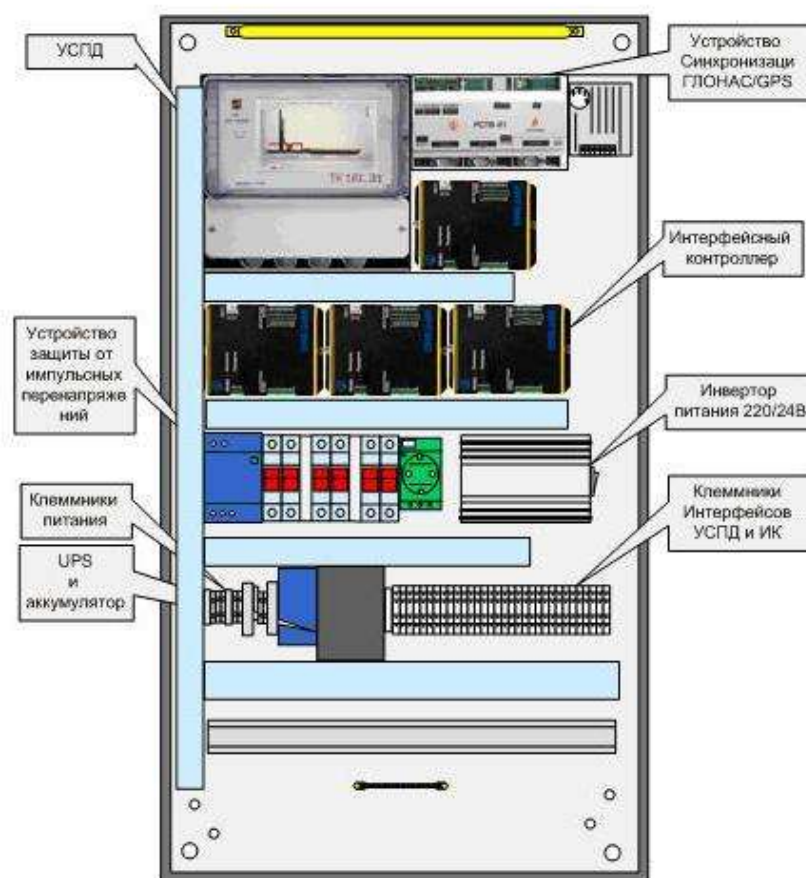 УСПД
Устройство
Синхронизаци
ГЛОНАС/GPS
Интерфейсный
контроллер
Устройство
защиты от
импульсных
перенапряже
ний
Инвертор
питания 220/24В
Клеммники
питания
Клеммники
Интерфейсов
УСПД и ИК
UPS
и
аккумулятор